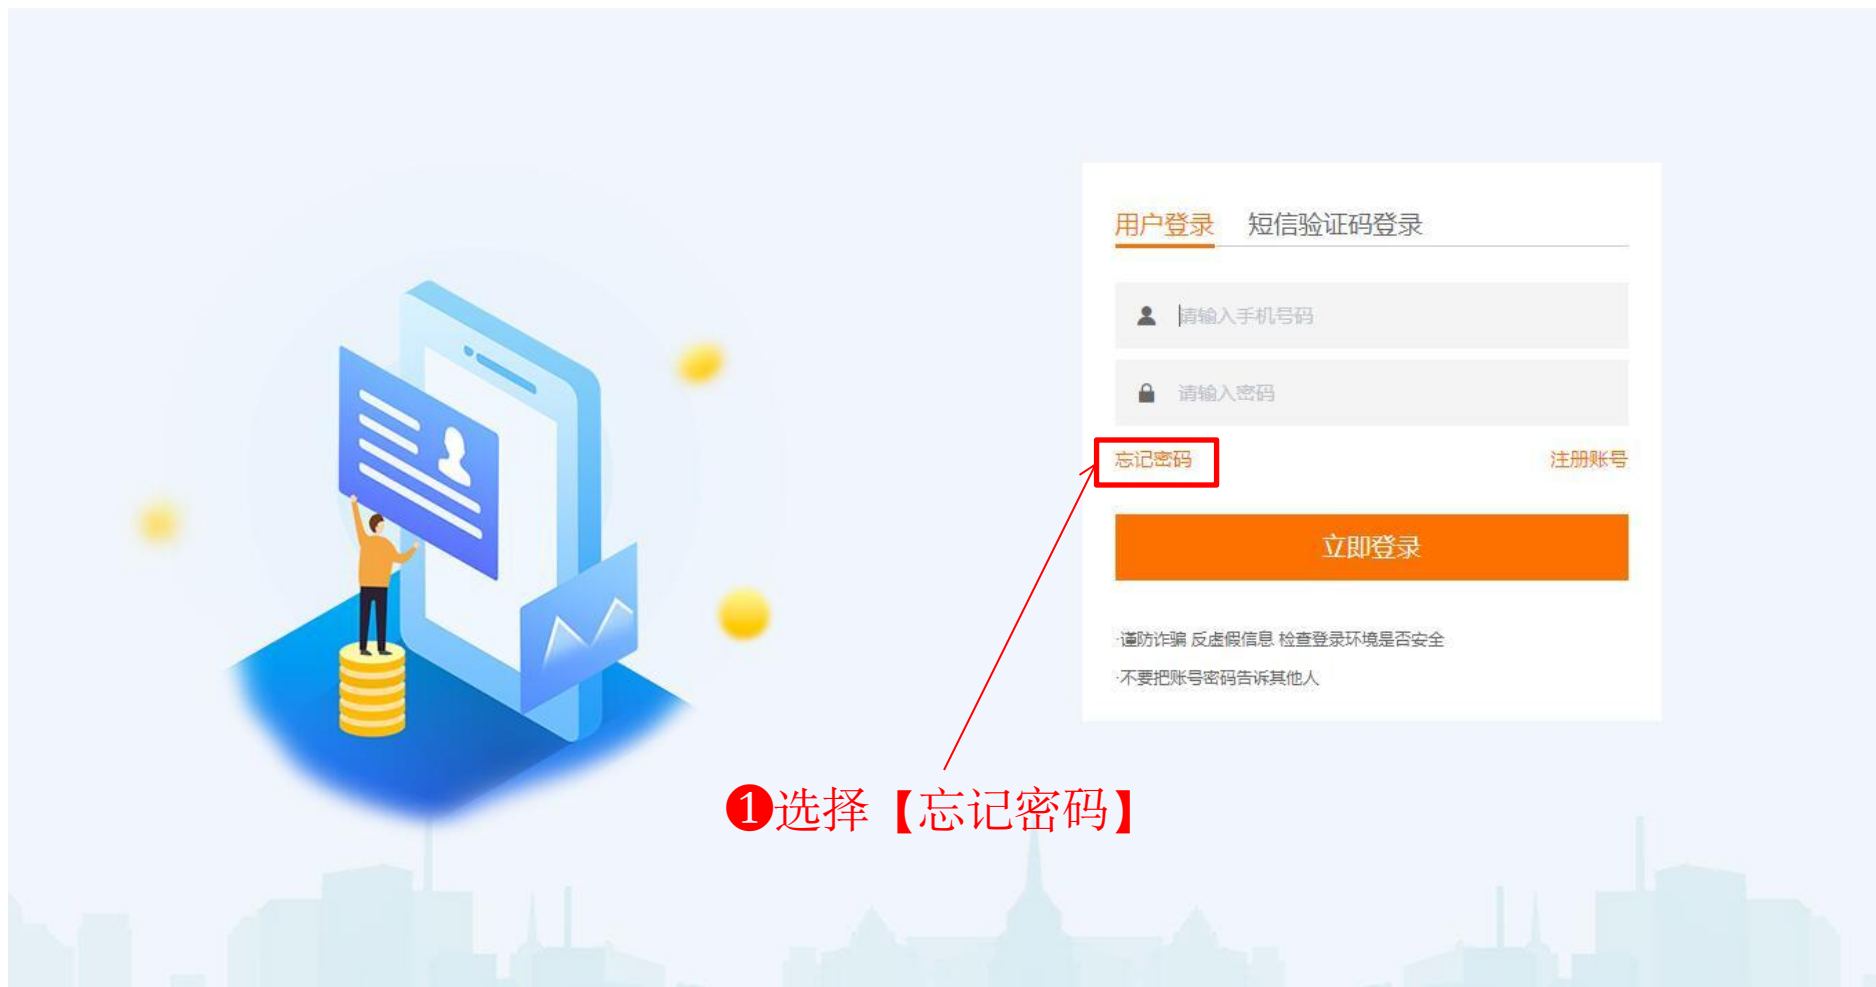 用户登录 短信验证码登录
请输入手机号码
请输入密码
忘记密码 注册账号
立即登录
·谨防诈骗 反虚假信息 检查登录环境是否安全
·不要把账号密码告诉其他人
❶选择【忘记密码】